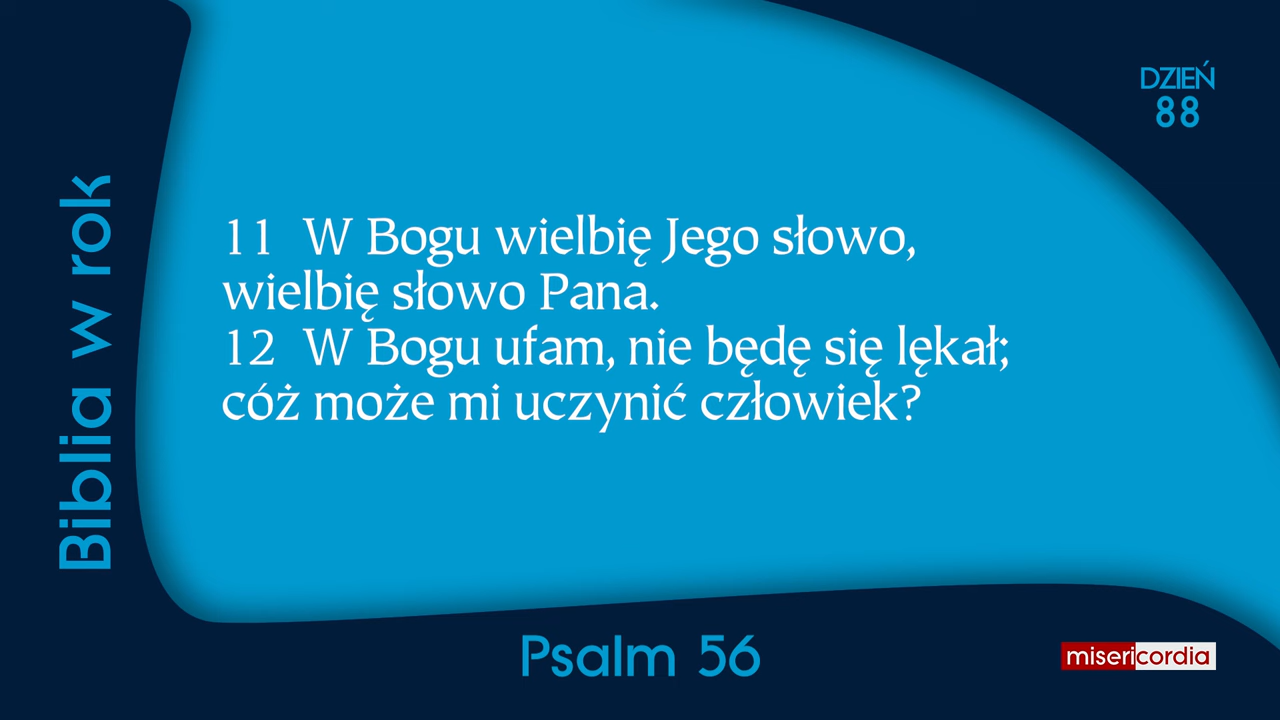 DZIEŃ
88
Biblia w rok
11 W Bogu wielbię Jego słowo,
wielbię słowo Pana.
12 W Bogu ufam, nie będę się lękał;
cóż może mi uczynić człowiek?
Psalm 56
misericordia